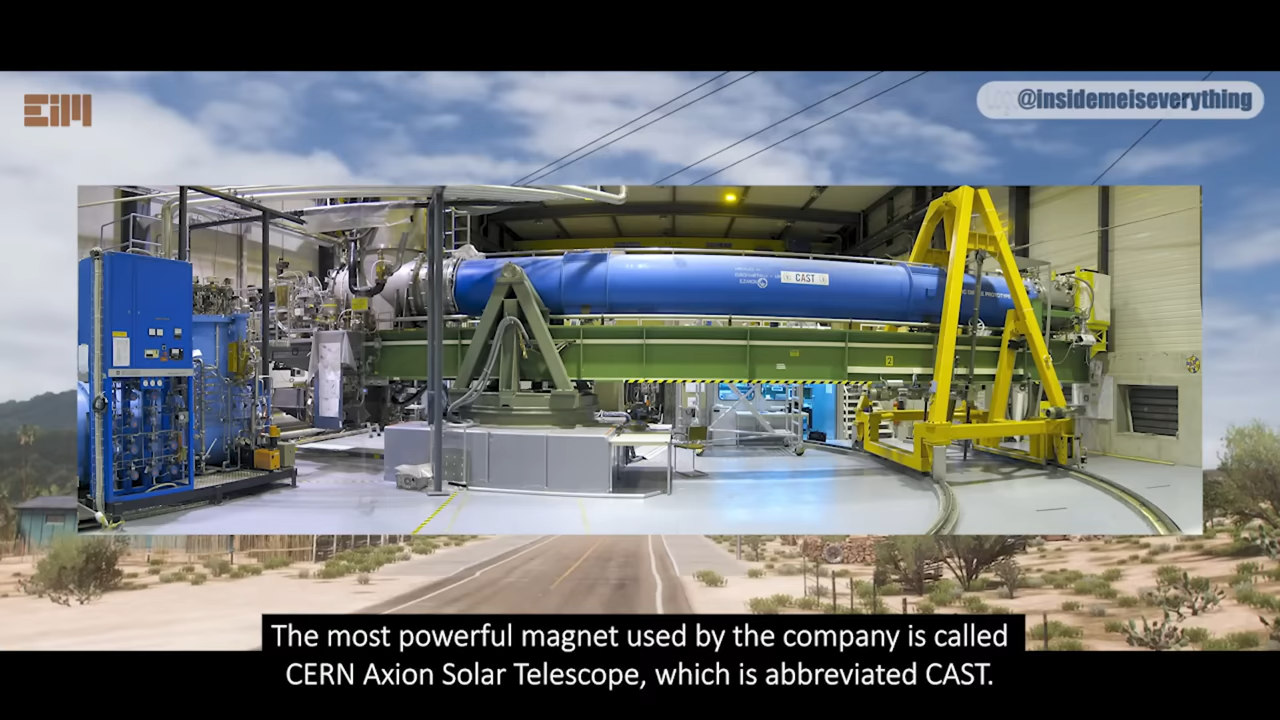 EiM
@insidemeiseverything
CAST
2
The most powerful magnet used by the company is called
CERN Axion Solar Telescope, which is abbreviated CAST.